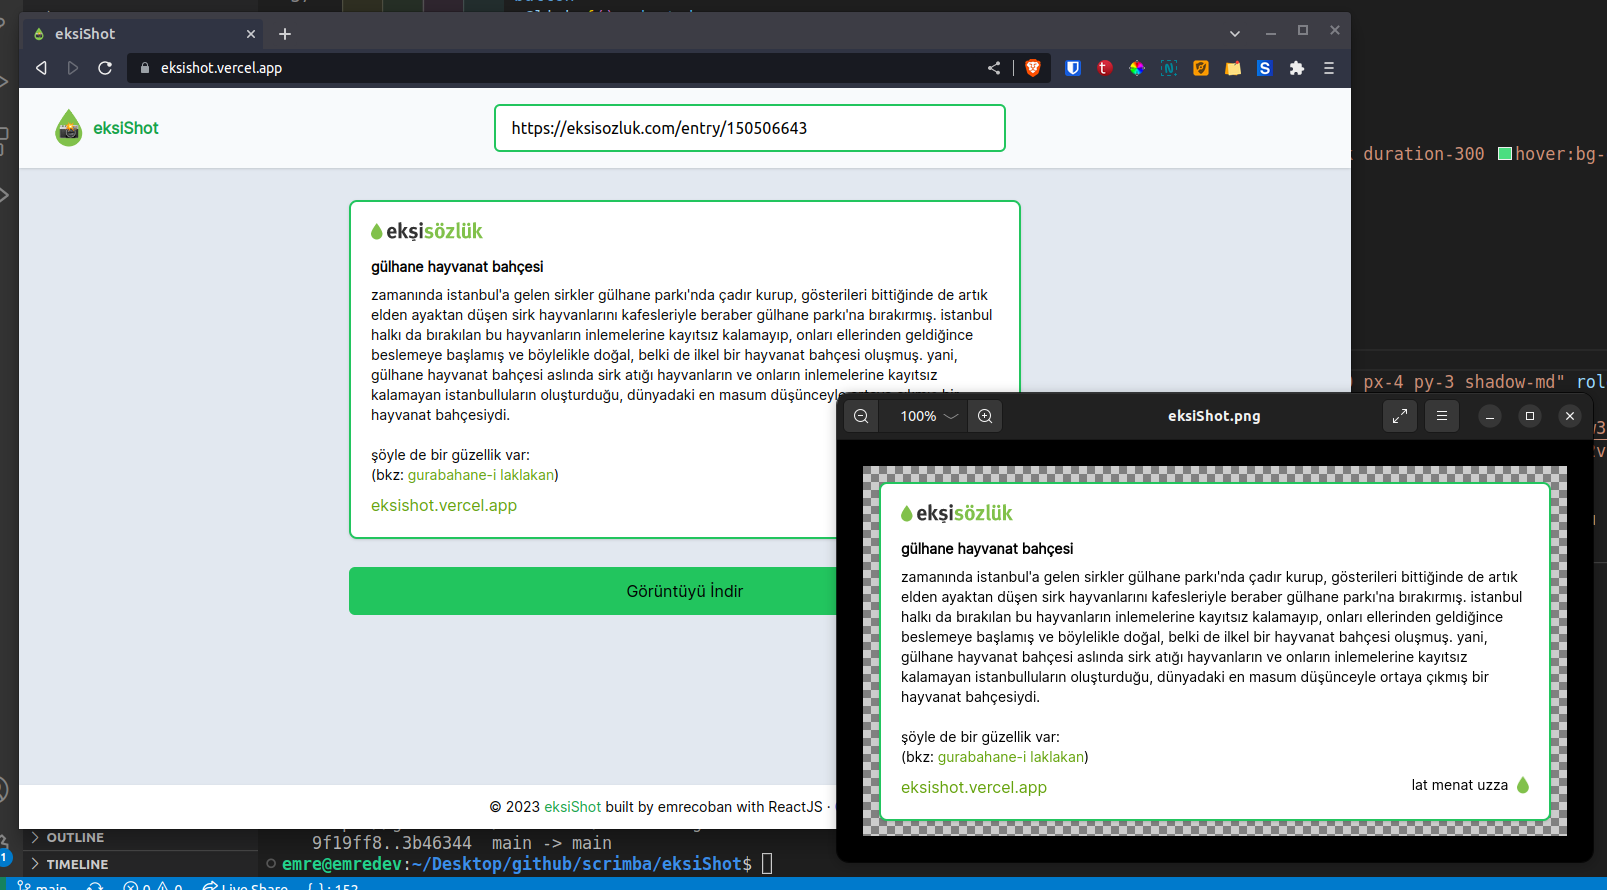 eksiShot
eksishot.vercel.app
eksiShot
https://eksisozluk.com/entry/150506643
duration-300 hover:bg-
ekşisözlük
gülhane hayvanat bahçesi
zamanında istanbul'a gelen sirkler gülhane parkı'nda çadır kurup, gösterileri bittiğinde de artık
elden ayaktan düşen sirk hayvanlarını kafesleriyle beraber gülhane parkı'na bırakırmış. istanbul
halkı da bırakılan bu hayvanların inlemelerine kayıtsız kalamayıp, onları ellerinden geldiğince
beslemeye başlamış ve böylelikle doğal, belki de ilkel bir hayvanat bahçesi oluşmuş. yani,
gülhane hayvanat bahçesi aslında sirk atığı hayvanların ve onların inlemelerine kayıtsız
kalamayan istanbulluların oluşturduğu, dünyadaki en masum düşünceyle
hayvanat bahçesiydi.
şöyle de bir güzellik var:
(bkz: gurabahane-i laklakan)
eksishot.vercel.app
Görüntüyü İndir
px-4 py-3 shadow-md" rol
100%
eksiShot.png
ekşisözlük
gülhane hayvanat bahçesi
zamanında istanbul'a gelen sirkler gülhane parkı'nda çadır kurup, gösterileri bittiğinde de artık
elden ayaktan düşen sirk hayvanlarını kafesleriyle beraber gülhane parkı'na bırakırmış. istanbul
halkı da bırakılan bu hayvanların inlemelerine kayıtsız kalamayıp, onları ellerinden geldiğince
beslemeye başlamış ve böylelikle doğal, belki de ilkel bir hayvanat bahçesi oluşmuş. yani,
gülhane hayvanat bahçesi aslında sirk atığı hayvanların ve onların inlemelerine kayıtsız
kalamayan istanbulluların oluşturduğu, dünyadaki en masum düşünceyle ortaya çıkmış bir
hayvanat bahçesiydi.
şöyle de bir güzellik var:
(bkz: gurabahane-i laklakan)
eksishot.vercel.app
lat menat uzza
© 2023 eksiShot built by emrecoban with ReactJS ·
OUTLINE
9f19ff8..3b46344 main -> main
TIMELINE
emre@emredev:~/Desktop/github/scrimba/eksiShot$
main
0 0
Live Share
{ } : 152